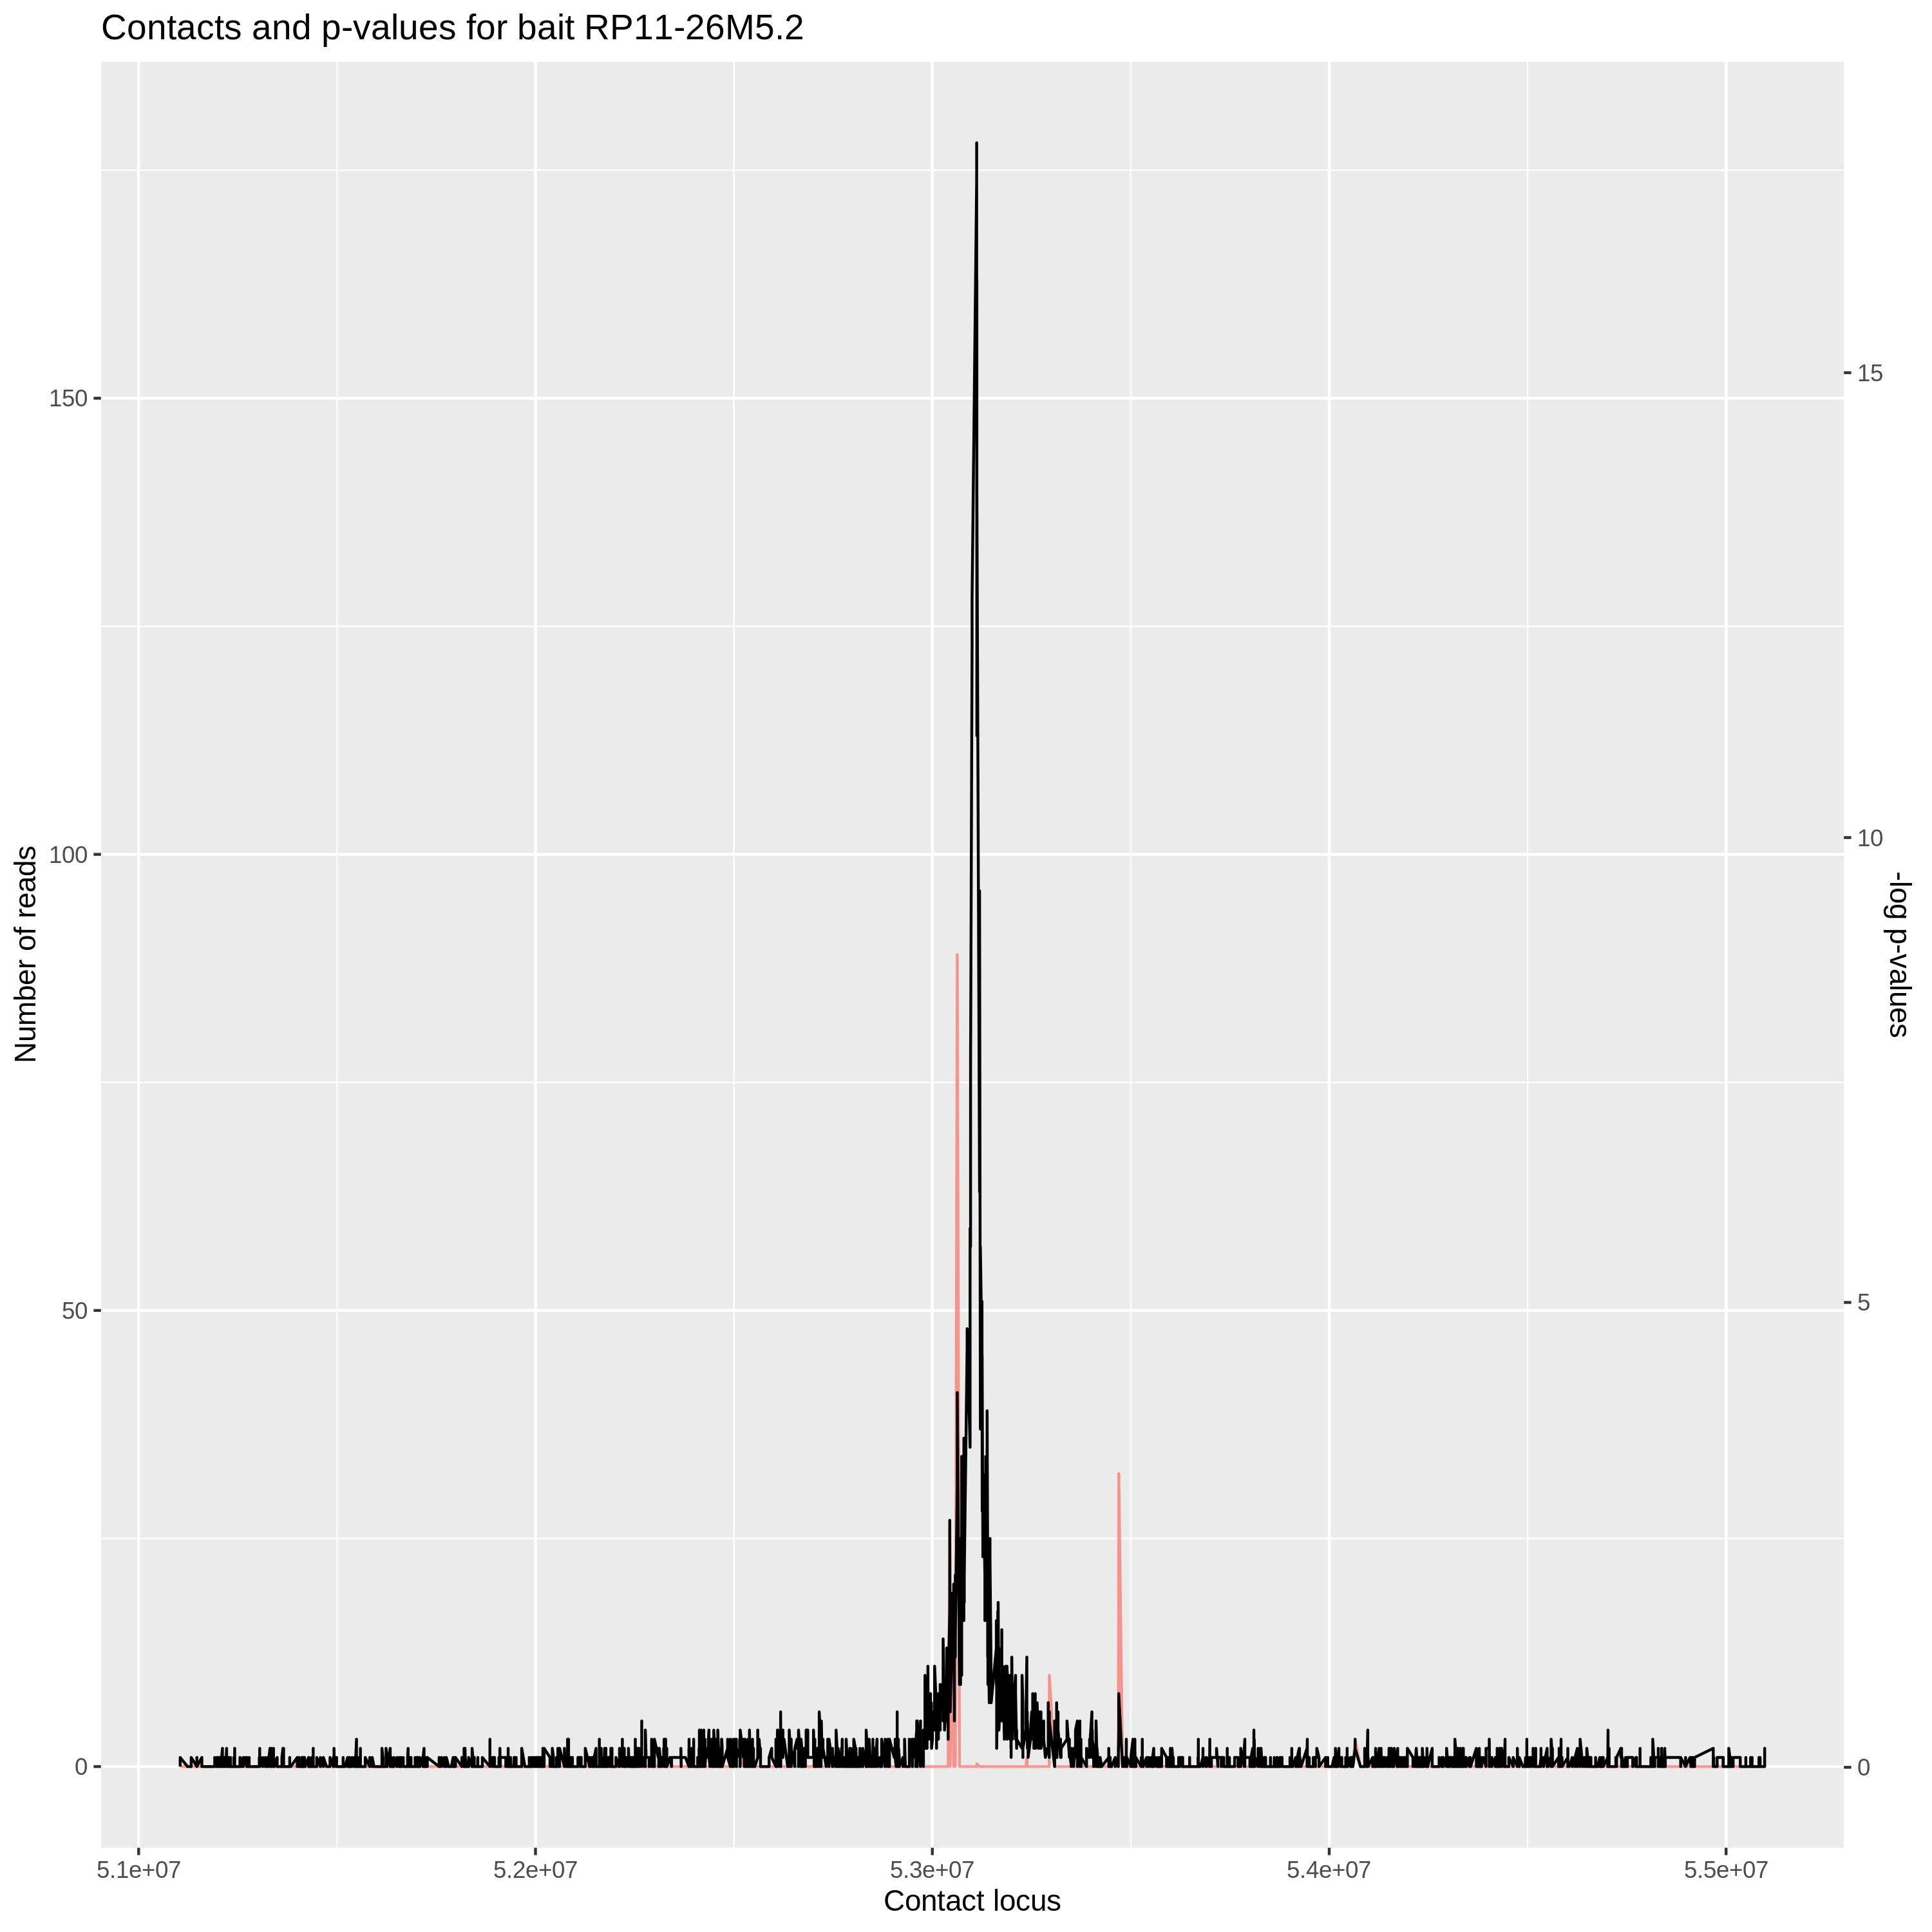 Contacts and p-values for bait RP11-26M5.2
Number of reads
150
100
50
0
15
10
5
0
-log p-values
5.1e+07
5.2e+07
5.3e+07
5.4e+07
5.5e+07
Contact locus